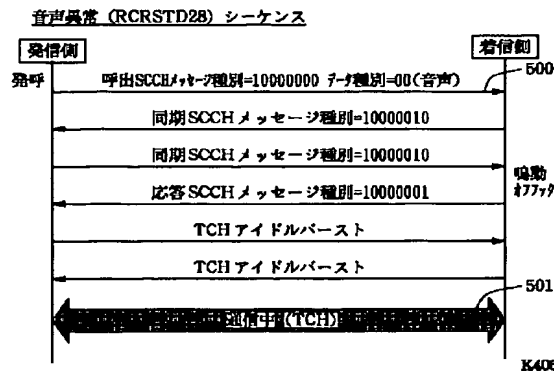 音声異常 (RCRSTD28) シーケンス
発信側
着信側
発呼
呼出SCCHメッセージ種別=10000000 データ種別=00(音声)
500
同期SCCHメッセージ種別=10000010
同期SCCHメッセージ種別=10000010
鳴動
オフフック
応答SCCHメッセージ種別=10000001
TCHアイドルバースト
TCHアイドルバースト
501
通信中 (TCH)
K406